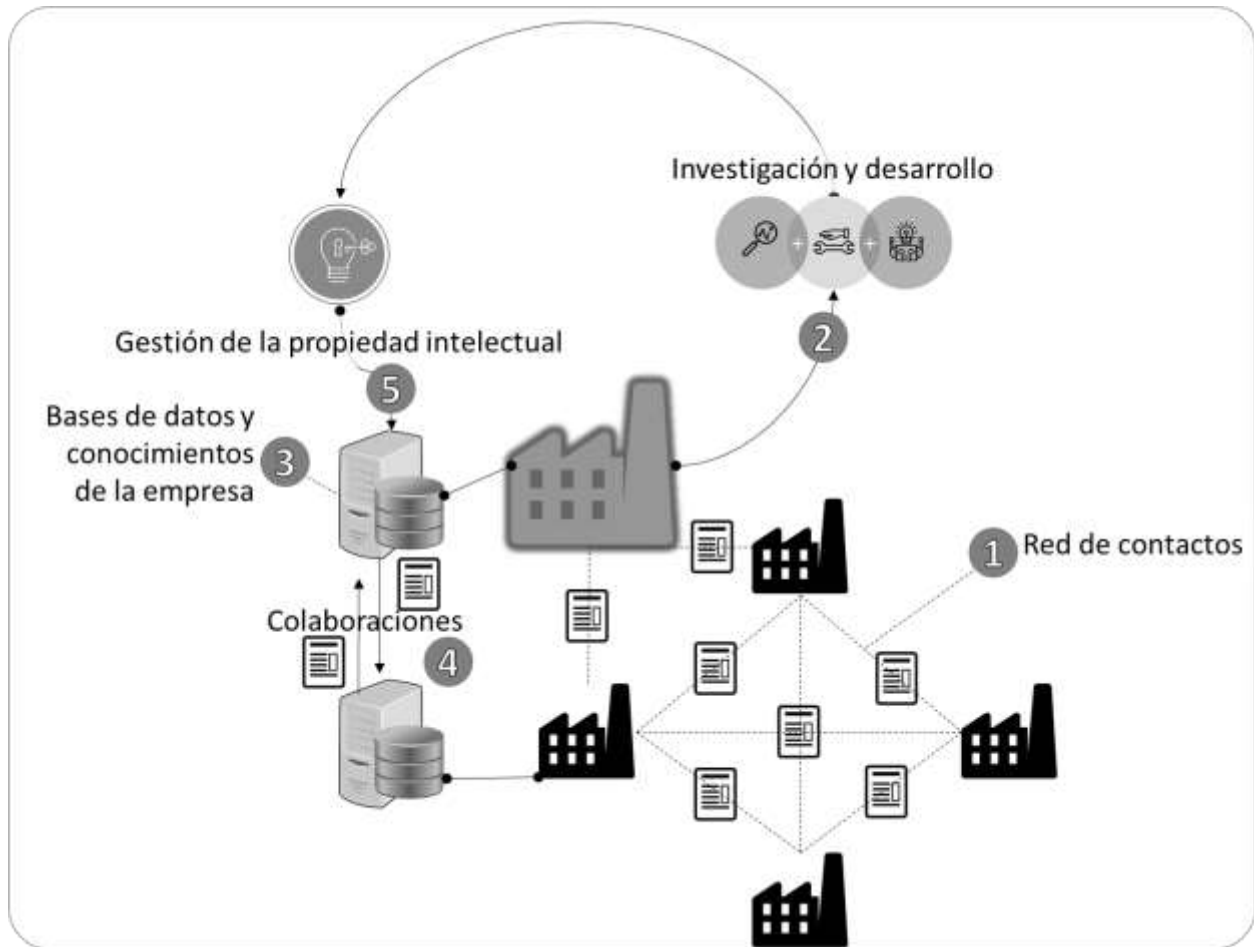 Investigación y desarrollo
2
Gestión de la propiedad intelectual
5
Bases de datos y
conocimientos
de la empresa
3
1
Red de contactos
Colaboraciones
4